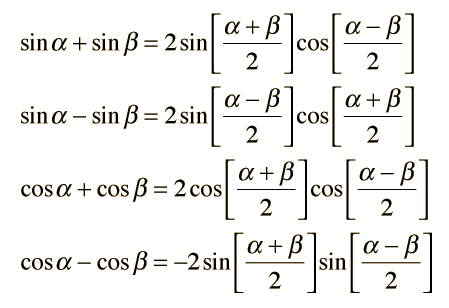 sin α + sin β = 2 sin[(α + β)/2] cos[(α − β)/2]
sin α − sin β = 2 sin[(α − β)/2] cos[(α + β)/2]
cos α + cos β = 2 cos[(α + β)/2] cos[(α − β)/2]
cos α − cos β = −2 sin[(α + β)/2] sin[(α − β)/2]